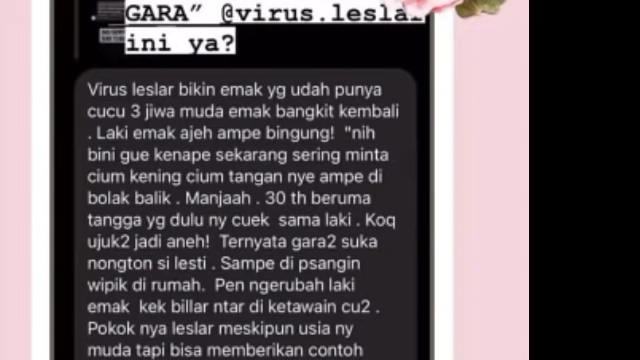 GARA” @virus.leslar
ini ya?
Virus leslar bikin emak yg udah punya
cucu 3 jiwa muda emak bangkit kembali
. Laki emak ajeh ampe bingung!  "nih
bini gue kenape sekarang sering minta
cium kening cium tangan nye ampe di
bolak balik . Manjaah . 30 th beruma
tangga yg dulu ny cuek  sama laki . Koq
ujuk2 jadi aneh!  Ternyata gara2 suka
nongton si lesti . Sampe di psangin
wipik di rumah.  Pen ngerubah laki
emak  kek billar ntar di ketawain cu2 .
Pokok nya leslar meskipun usia ny
muda tapi bisa memberikan contoh